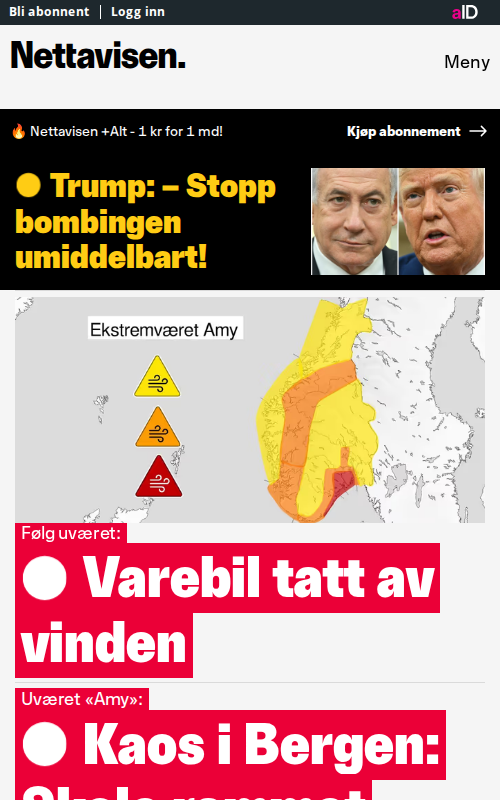 Bli abonnent | Logg inn
aID
Nettavisen.
Meny
🔥 Nettavisen +Alt - 1 kr for 1 md!
Kjøp abonnement →
Trump: – Stopp
bombingen
umiddelbart!
Ekstremværet Amy
Følg uværet:
Varebil tatt av
vinden
Uværet «Amy»:
Kaos i Bergen: